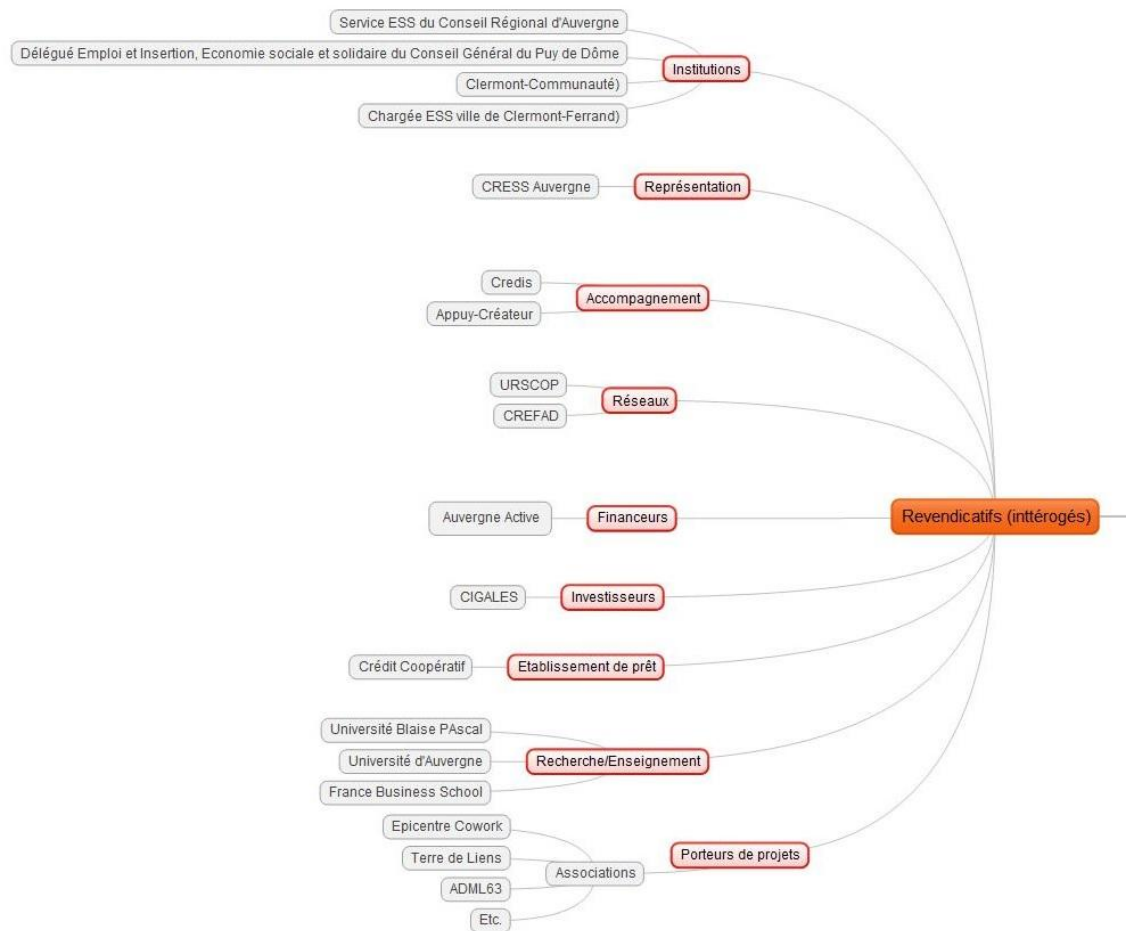 Service ESS du Conseil Régional d'Auvergne
Délégué Emploi et Insertion, Economie sociale et solidaire du Conseil Général du Puy de Dôme
Institutions
Clermont-Communauté)
Chargée ESS ville de Clermont-Ferrand)
CRESS Auvergne
Représentation
Credis
Accompagnement
Appuy-Créateur
URSCOP
Réseaux
CREFAD
Auvergne Active
Financeurs
Revendicatifs (inttérogés)
CIGALES
Investisseurs
Crédit Coopératif
Etablissement de prêt
Université Blaise PAscal
Université d'Auvergne
Recherche/Enseignement
France Business School
Epicentre Cowork
Terre de Liens
Associations
Porteurs de projets
ADML63
Etc.